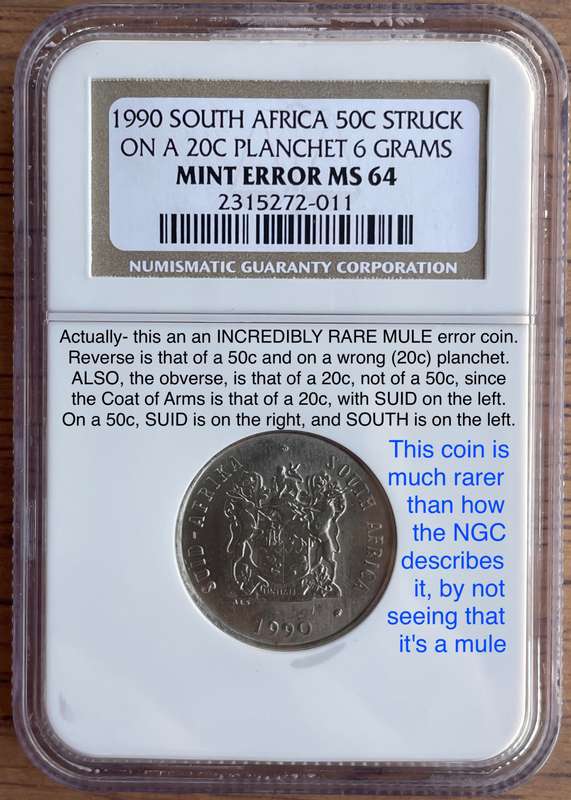 1990 SOUTH AFRICA 50C STRUCK
ON A 20C PLANCHET 6 GRAMS
MINT ERROR MS 64
2315272-011
NUMISMATIC GUARANTY CORPORATION
Actually- this an an INCREDIBLY RARE MULE error coin.
Reverse is that of a 50c and on a wrong (20c) planchet.
ALSO, the obverse, is that of a 20c, not of a 50c, since
the Coat of Arms is that of a 20c, with SUID on the left.
On a 50c, SUID is on the right, and SOUTH is on the left.
This coin is
much rarer
than how
the NGC
describes
it, by not
seeing that
it's a mule
SUID-AFRIKA
SOUTH AFRICA
1990